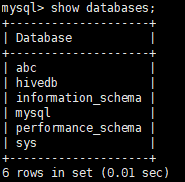 mysql> show databases;
+--------------------+
| Database           |
+--------------------+
| abc                |
| hivedb             |
| information_schema |
| mysql              |
| performance_schema |
| sys                |
+--------------------+
6 rows in set (0.01 sec)